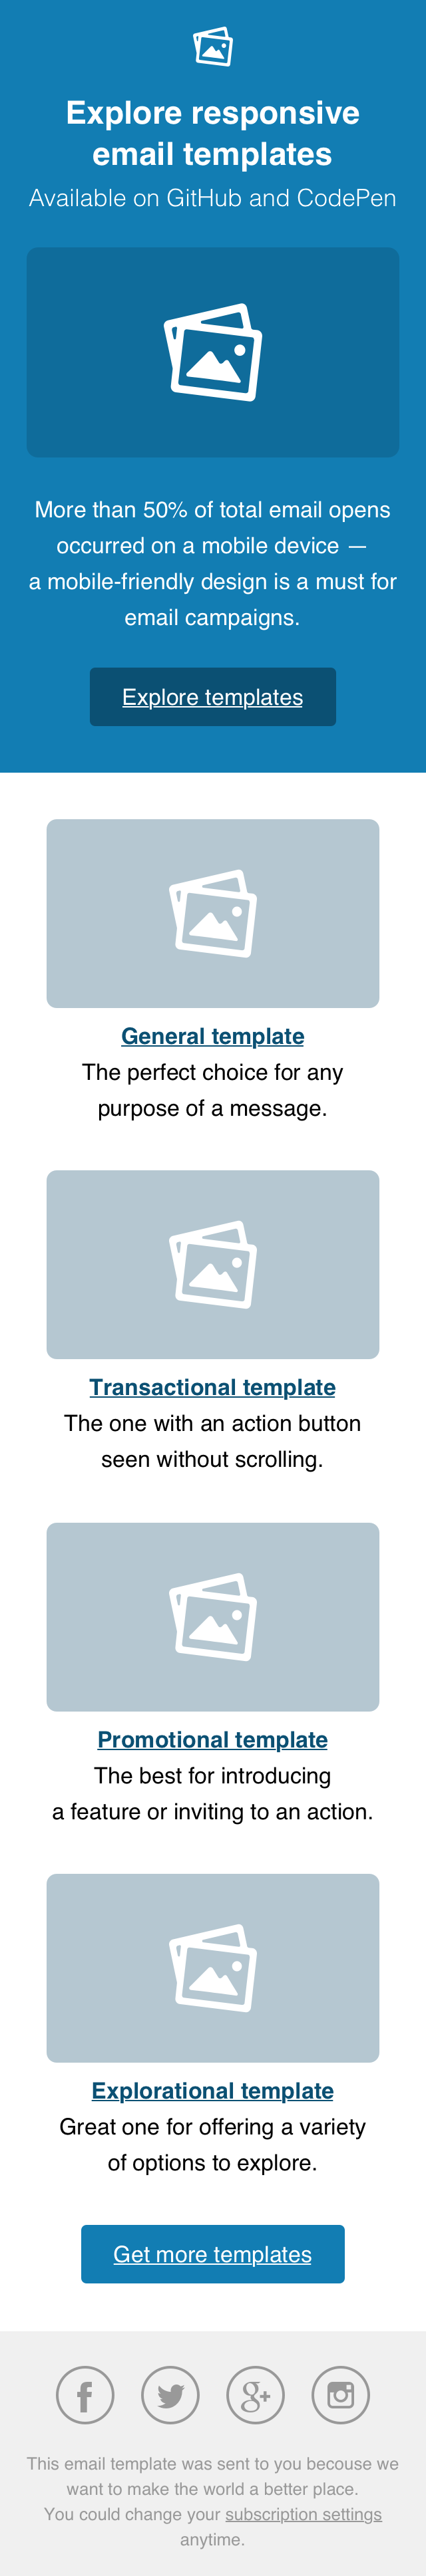 Explore responsive
email templates
Available on GitHub and CodePen
More than 50% of total email opens
occurred on a mobile device —
a mobile-friendly design is a must for
email campaigns.
Explore templates
General template
The perfect choice for any
purpose of a message.
Transactional template
The one with an action button
seen without scrolling.
Promotional template
The best for introducing
a feature or inviting to an action.
Explorational template
Great one for offering a variety
of options to explore.
Get more templates
This email template was sent to you becouse we
want to make the world a better place.
You could change your subscription settings
anytime.